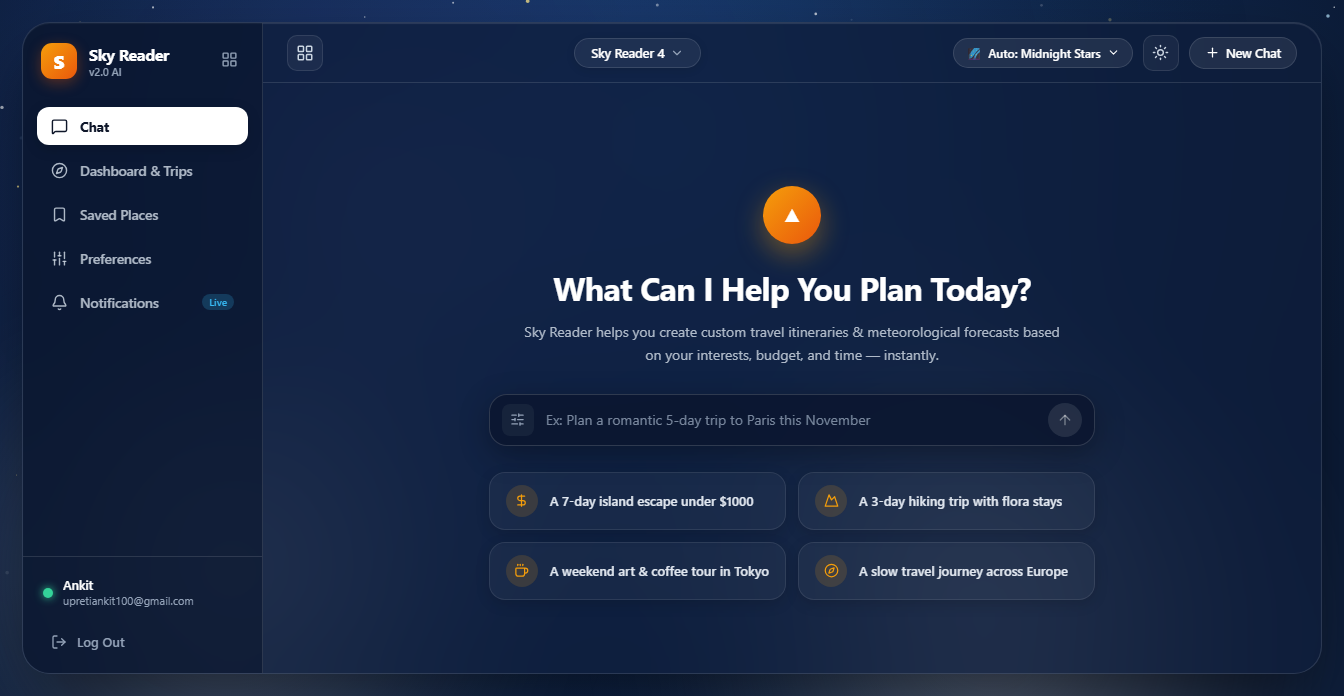 S
Sky Reader
v2.0 AI
Chat
Dashboard & Trips
Saved Places
Preferences
Notifications
Live
Ankit
upretiankit100@gmail.com
Log Out
Sky Reader 4
Auto: Midnight Stars
+ New Chat
What Can I Help You Plan Today?
Sky Reader helps you create custom travel itineraries & meteorological forecasts based
on your interests, budget, and time — instantly.
Ex: Plan a romantic 5-day trip to Paris this November
$ A 7-day island escape under $1000
A 3-day hiking trip with flora stays
A weekend art & coffee tour in Tokyo
A slow travel journey across Europe